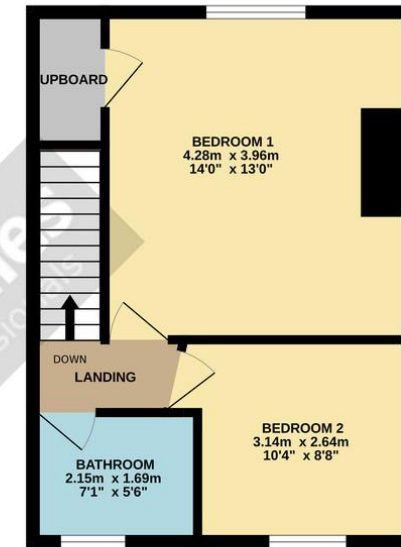 UPBOARD
BEDROOM 1
4.28m x 3.96m
14'0" x 13'0"
DOWN
LANDING
BEDROOM 2
3.14m x 2.64m
10'4" x 8'8"
BATHROOM
2.15m x 1.69m
7'1" x 5'6"